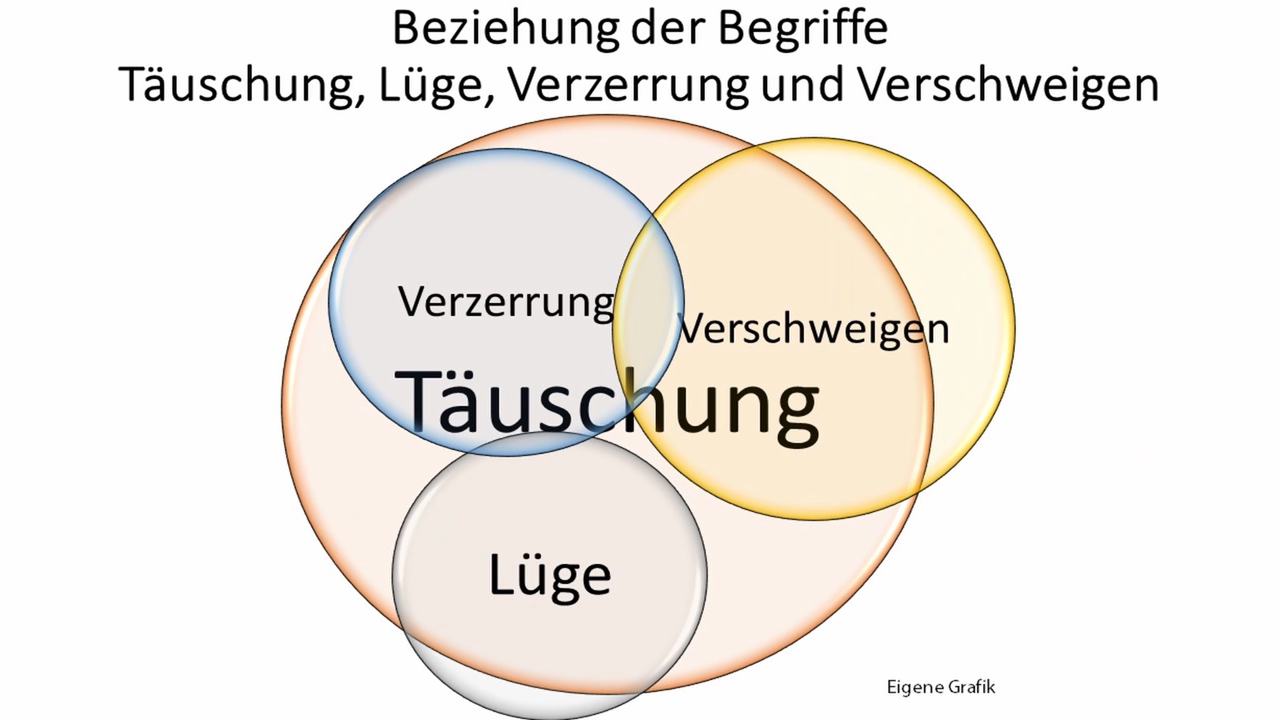 Beziehung der Begriffe
Täuschung, Lüge, Verzerrung und Verschweigen
Verzerrung
Verschweigen
Täuschung
Lüge
Eigene Grafik